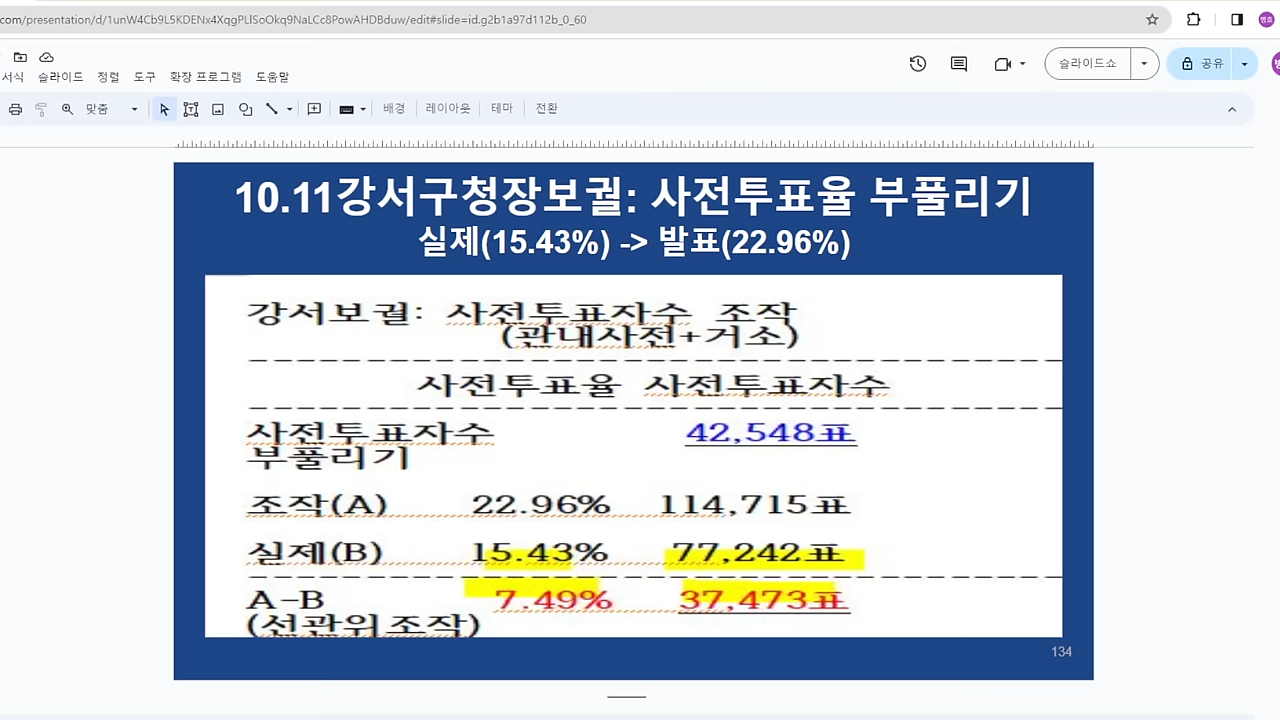 com/presentation/d/1unW4Cb9L5KDENx4XqgPLlSoOkq9NaLCc8PowAHDBduw/edit#slide=id.g2b1a97d112b_0_60
서식 슬라이드 정렬 도구 확장 프로그램 도움말
슬라이드쇼
공유
맞춤 배경 레이아웃 테마 전환
10.11강서구청장보궐: 사전투표율 부풀리기
실제(15.43%) -> 발표(22.96%)
강서보궐: 사전투표자수 조작
(관내사전+거소)
사전투표율 사전투표자수
사전투표자수 42,548표
부풀리기
조작(A) 22.96% 114,715표
실제(B) 15.43% 77,242표
A-B 7.49% 37,473표
(선관위조작)
134